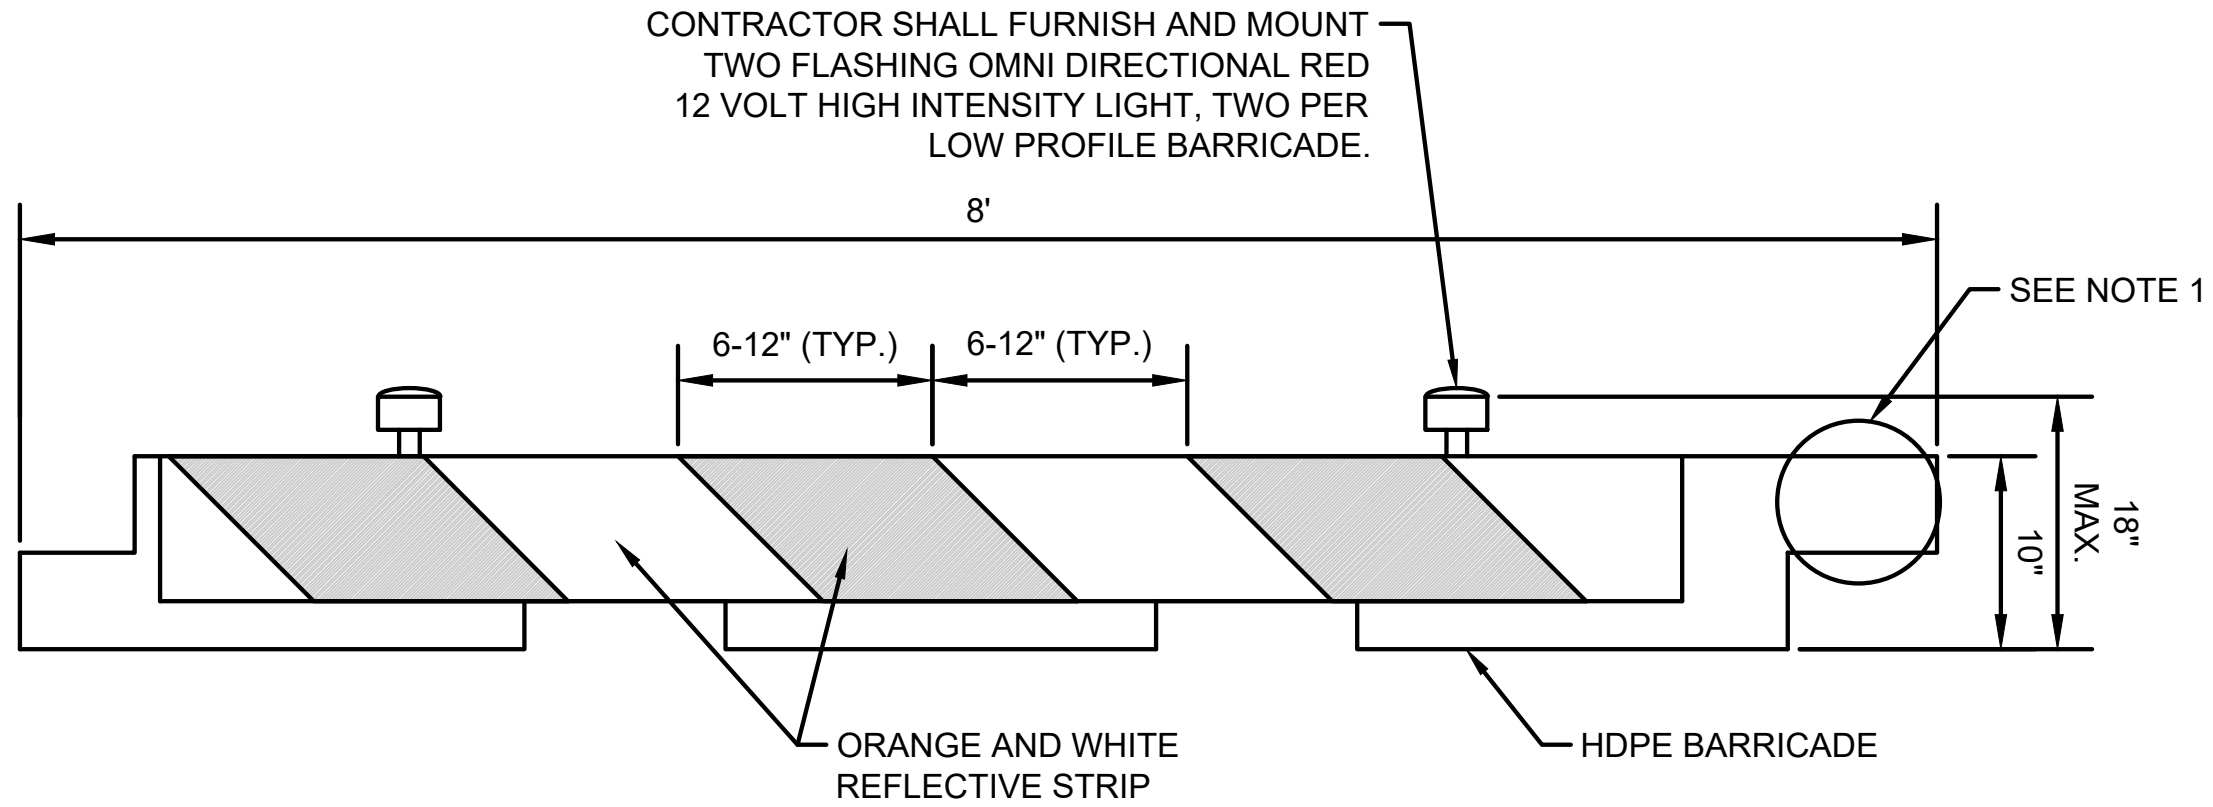 CONTRACTOR SHALL FURNISH AND MOUNT
TWO FLASHING OMNI DIRECTIONAL RED
12 VOLT HIGH INTENSITY LIGHT, TWO PER
LOW PROFILE BARRICADE.
8'
SEE NOTE 1
6-12" (TYP.)
6-12" (TYP.)
18"
MAX.
10"
ORANGE AND WHITE
REFLECTIVE STRIP
HDPE BARRICADE